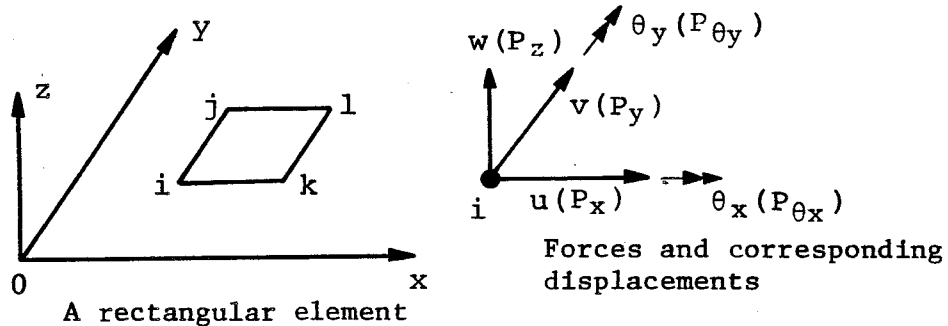 y
z
j l
i k
0 x
A rectangular element
θy(Pθy)
w(Pz)
v(Py)
i u(Px) θx(Pθx)
Forces and corresponding
displacements